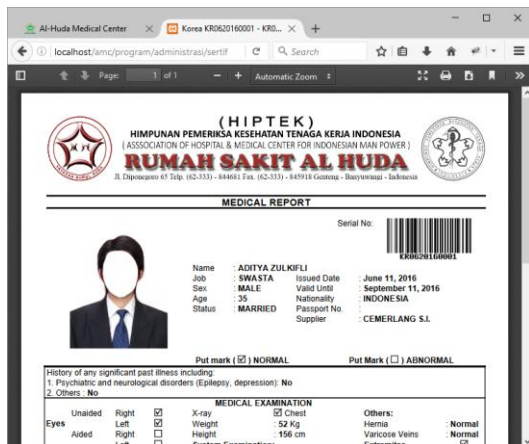 Al-Huda Medical Center
Korea KR0620160001 - KR0...
localhost/amc/program/administrasi/sertif
Search
Page: 1 of 1
Automatic Zoom
( H I P T E K )
HIMPUNAN PEMERIKSA KESEHATAN TENAGA KERJA INDONESIA
( ASSSOCIATION OF HOSPITAL & MEDICAL CENTER FOR INDONESIAN MAN POWER )
RUMAH SAKIT AL HUDA
Jl. Diponegoro 65 Telp. (62-333) - 844681 Fax. (62-333) - 845918 Genteng - Banyuwangi - Indonesia
MEDICAL REPORT
Serial No:
KR0620160001
Name : ADITYA ZULKIFLI
Job : SWASTA Issued Date : June 11, 2016
Sex : MALE Valid Until : September 11, 2016
Age : 35 Nationality : INDONESIA
Status : MARRIED Passport No. :
Supplier : CEMERLANG S.I.
Put mark ( ☑ ) NORMAL Put Mark ( ☐ ) ABNORMAL
History of any significant past illness including:
1. Psychiatric and neurological disorders (Epilepsy, depression): No
2. Others : No
MEDICAL EXAMINATION
Unaided Right ☑ X-ray ☑ Chest Others:
Eyes Left ☑ Weight : 52 Kg Hernia : Normal
Aided Right ☐ Height : 156 cm Varicose Veins : Normal